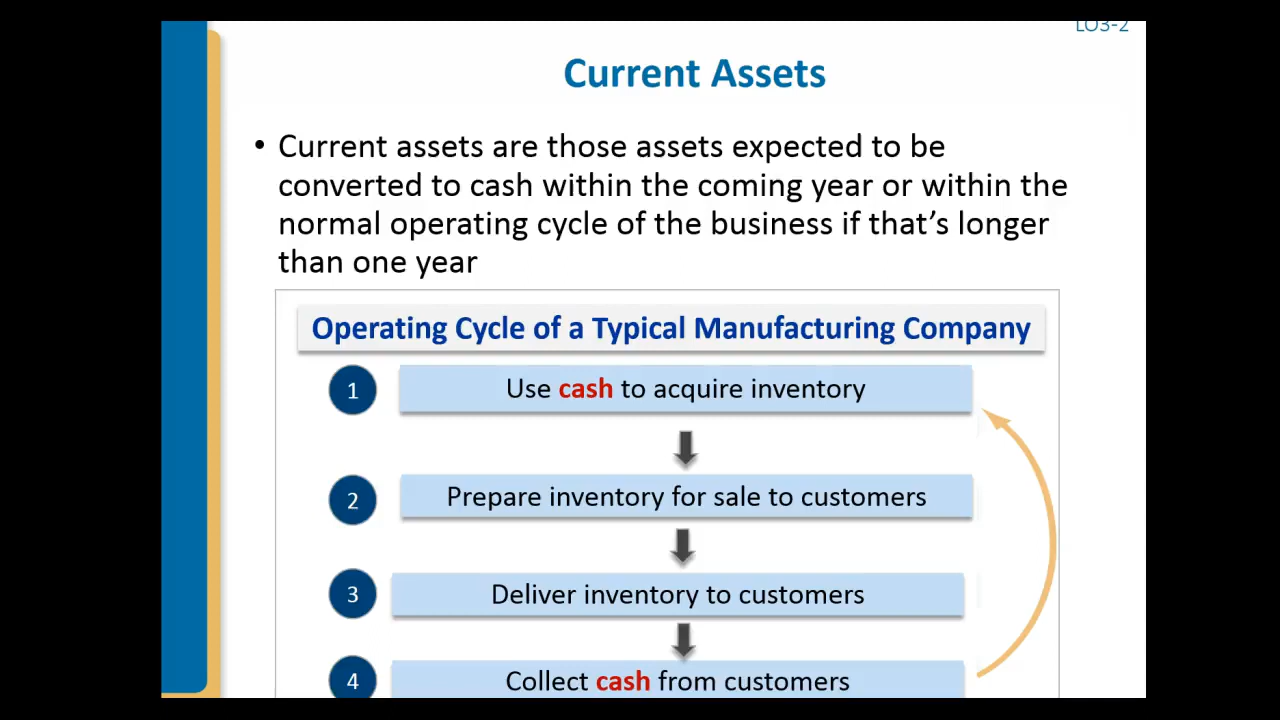 LO3-2
Current Assets
• Current assets are those assets expected to be
converted to cash within the coming year or within the
normal operating cycle of the business if that’s longer
than one year
Operating Cycle of a Typical Manufacturing Company
1 Use cash to acquire inventory
2 Prepare inventory for sale to customers
3 Deliver inventory to customers
4 Collect cash from customers